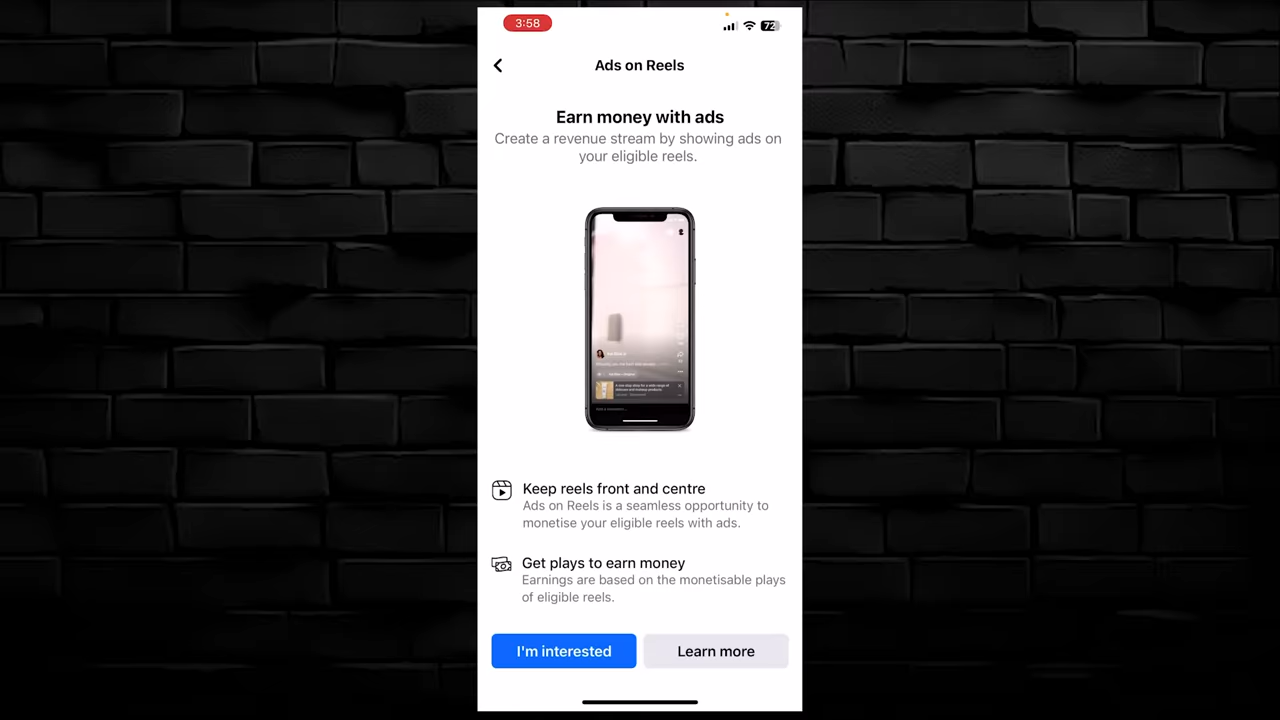 3:58
72
Ads on Reels
Earn money with ads
Create a revenue stream by showing ads on
your eligible reels.
Keep reels front and centre
Ads on Reels is a seamless opportunity to
monetise your eligible reels with ads.
Get plays to earn money
Earnings are based on the monetisable plays
of eligible reels.
I'm interested
Learn more